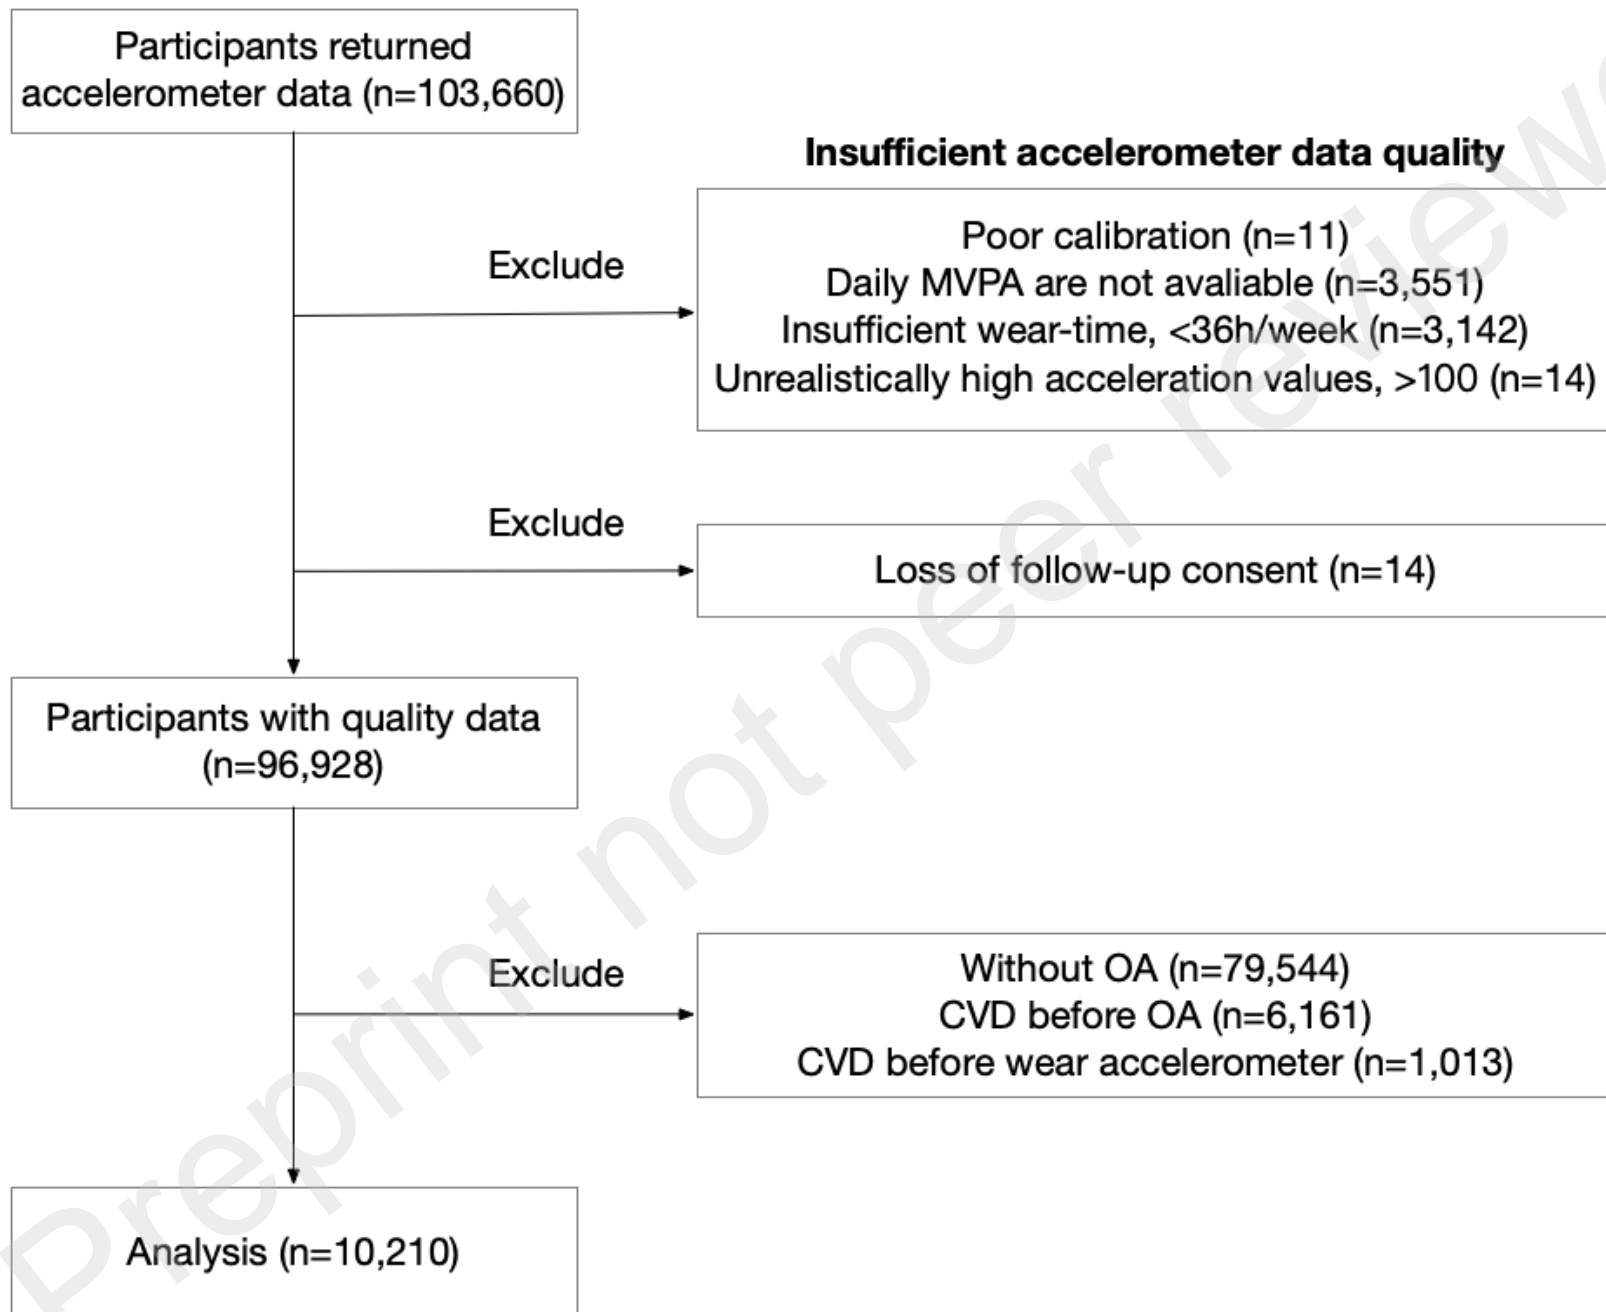 Participants returned
accelerometer data (n=103,660)
Insufficient accelerometer data quality
Exclude
Poor calibration (n=11)
Daily MVPA are not avaliable (n=3,551)
Insufficient wear-time, <36h/week (n=3,142)
Unrealistically high acceleration values, >100 (n=14)
Exclude
Loss of follow-up consent (n=14)
Participants with quality data
(n=96,928)
Exclude
Without OA (n=79,544)
CVD before OA (n=6,161)
CVD before wear accelerometer (n=1,013)
Analysis (n=10,210)
Preprint not peer reviewe